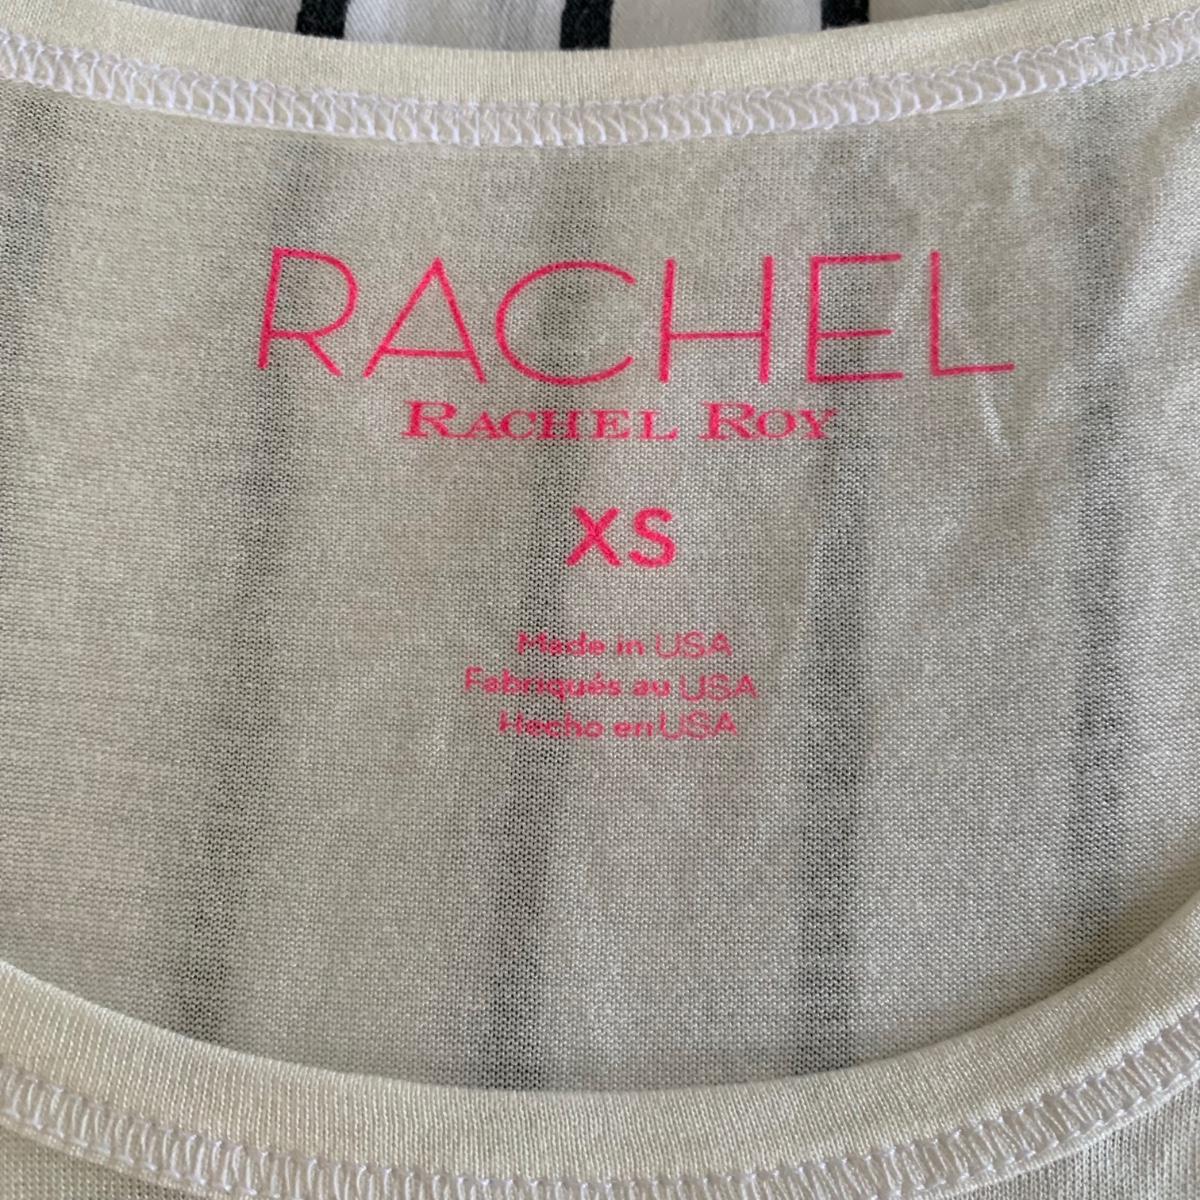 RACHEL
RACHEL ROY
XS
Made in USA
Fabriqués au USA
Hecho en USA